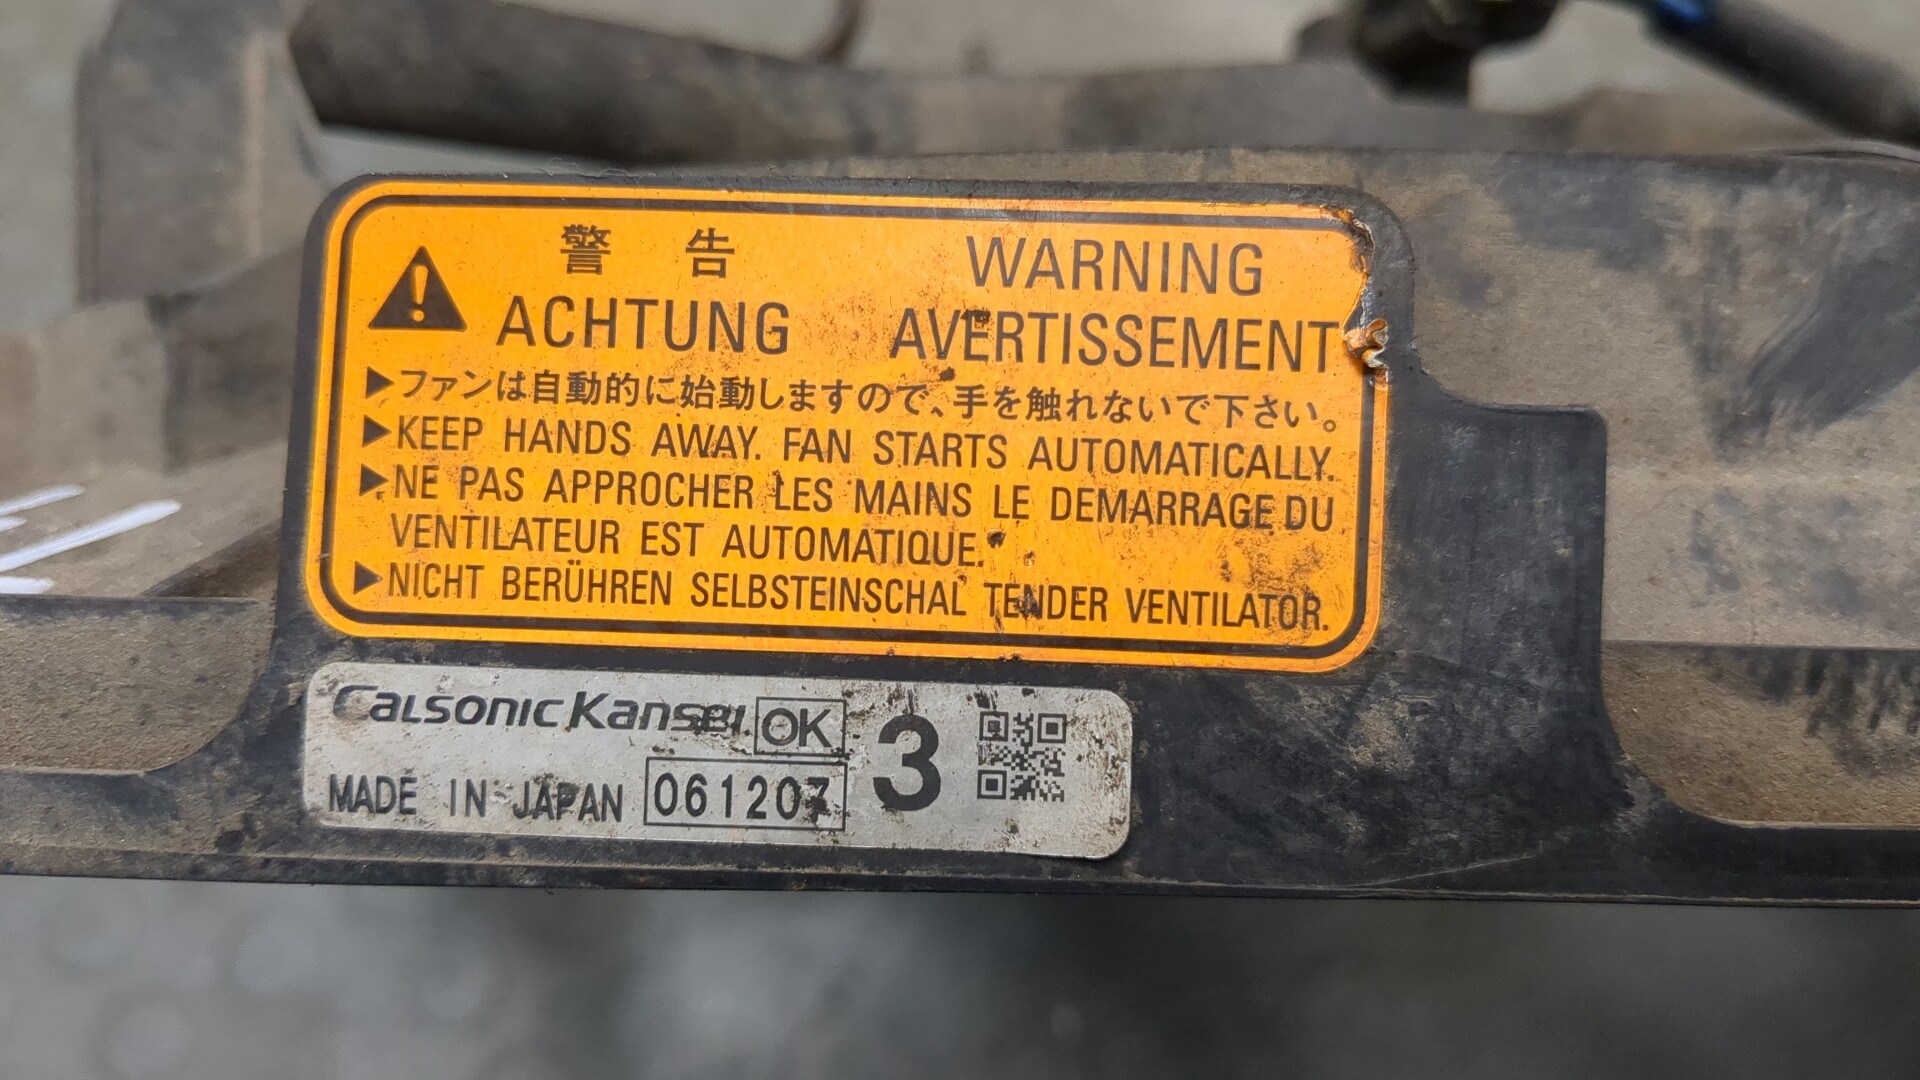 警告
WARNING
ACHTUNG
AVERTISSEMENT
▶ファンは自動的に始動しますので、手を触れないで下さい。
▶KEEP HANDS AWAY. FAN STARTS AUTOMATICALLY.
▶NE PAS APPROCHER LES MAINS LE DEMARRAGE DU
VENTILATEUR EST AUTOMATIQUE.
▶NICHT BERÜHREN SELBSTEINSCHAL TENDER VENTILATOR.
CalsonicKansei OK 3
MADE IN JAPAN 061207